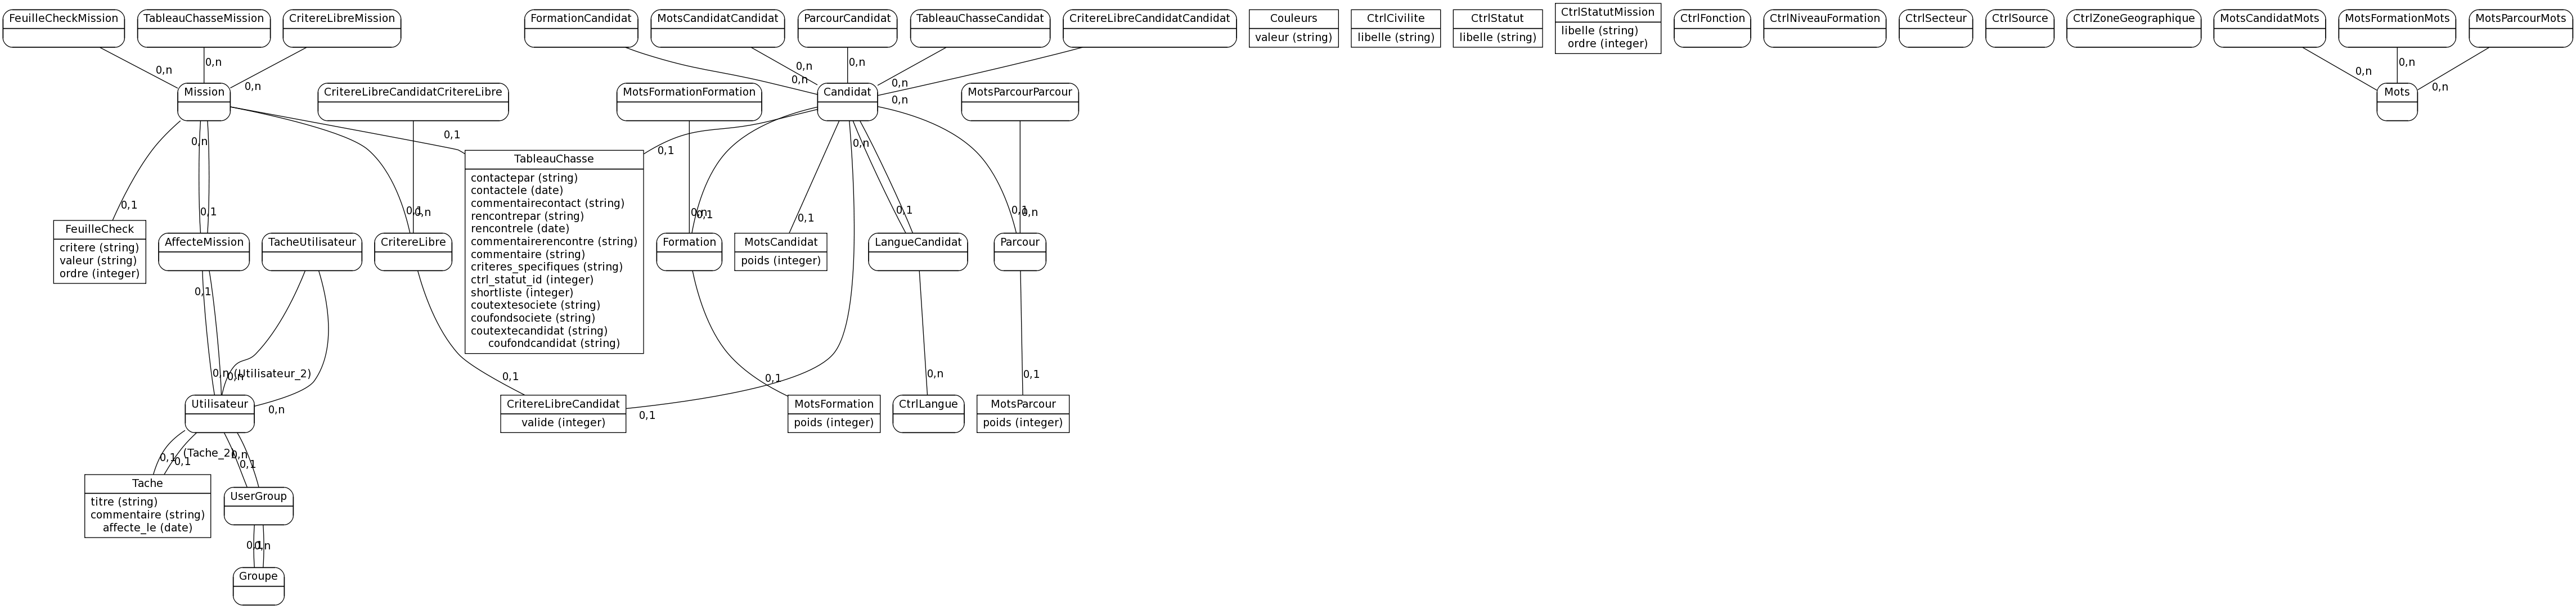 FeuilleCheckMission
TableauChasseMission
CritereLibreMission
FormationCandidat
MotsCandidatCandidat
ParcourCandidat
TableauChasseCandidat
CritereLibreCandidatCandidat
Couleurs
valeur (string)
CtrlCivilite
libelle (string)
CtrlStatut
libelle (string)
CtrlStatutMission
libelle (string)
ordre (integer)
CtrlFonction
CtrlNiveauFormation
CtrlSecteur
CtrlSource
CtrlZoneGeographique
MotsCandidatMots
MotsFormationMots
MotsParcourMots
0,n
0,n
0,n
0,n
0,n
0,n
0,n
0,n
0,n
0,n
0,n
Mission
CritereLibreCandidatCritereLibre
MotsFormationFormation
Candidat
MotsParcourParcour
Mots
0,n
0,1
0,1
0,n
TableauChasse
contactepar (string)
contactele (date)
commentairecontact (string)
rencontrepar (string)
rencontrele (date)
commentairerencontre (string)
commentaire (string)
criteres_specifiques (string)
ctrl_statut_id (integer)
shortliste (integer)
coutextesociete (string)
coufondsociete (string)
coutextecandidat (string)
coufondcandidat (string)
0,1
0,1
0,1
0,n
0,n
0,1
0,1
0,1
0,1
0,n
FeuilleCheck
critere (string)
valeur (string)
ordre (integer)
AffecteMission
TacheUtilisateur
CritereLibre
Formation
MotsCandidat
poids (integer)
LangueCandidat
Parcour
0,1
0,n
0,n
(Utilisateur_2)
0,n
0,1
0,1
0,1
0,n
0,1
Utilisateur
CritereLibreCandidat
valide (integer)
MotsFormation
poids (integer)
CtrlLangue
MotsParcour
poids (integer)
0,1
0,1
(Tache_2)
0,n
0,1
Tache
titre (string)
commentaire (string)
affecte_le (date)
UserGroup
0,1
0,n
Groupe